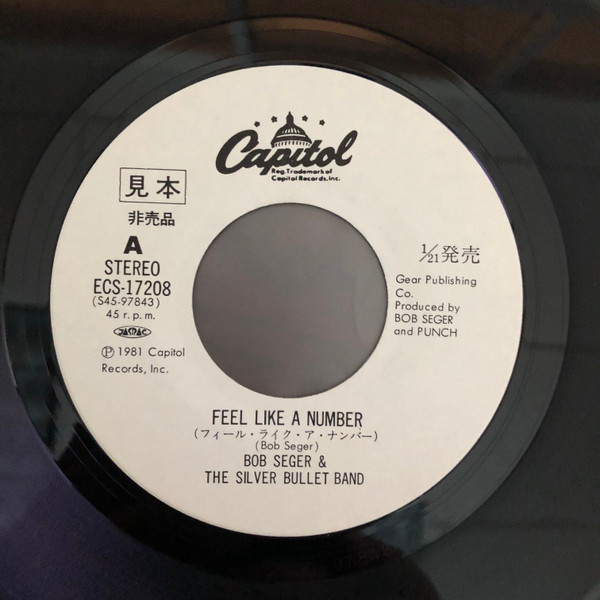 Capitol
Reg. Trademark of
Capitol Records, Inc.
見本
非売品
A
STEREO
ECS-17208
(S45-97843)
45 r.p.m.
JASRAC
Ⓟ 1981 Capitol
Records, Inc.
1/21発売
Gear Publishing
Co.
Produced by
BOB SEGER
and PUNCH
FEEL LIKE A NUMBER
(フィール・ライク・ア・ナンバー)
(Bob Seger)
BOB SEGER &
THE SILVER BULLET BAND